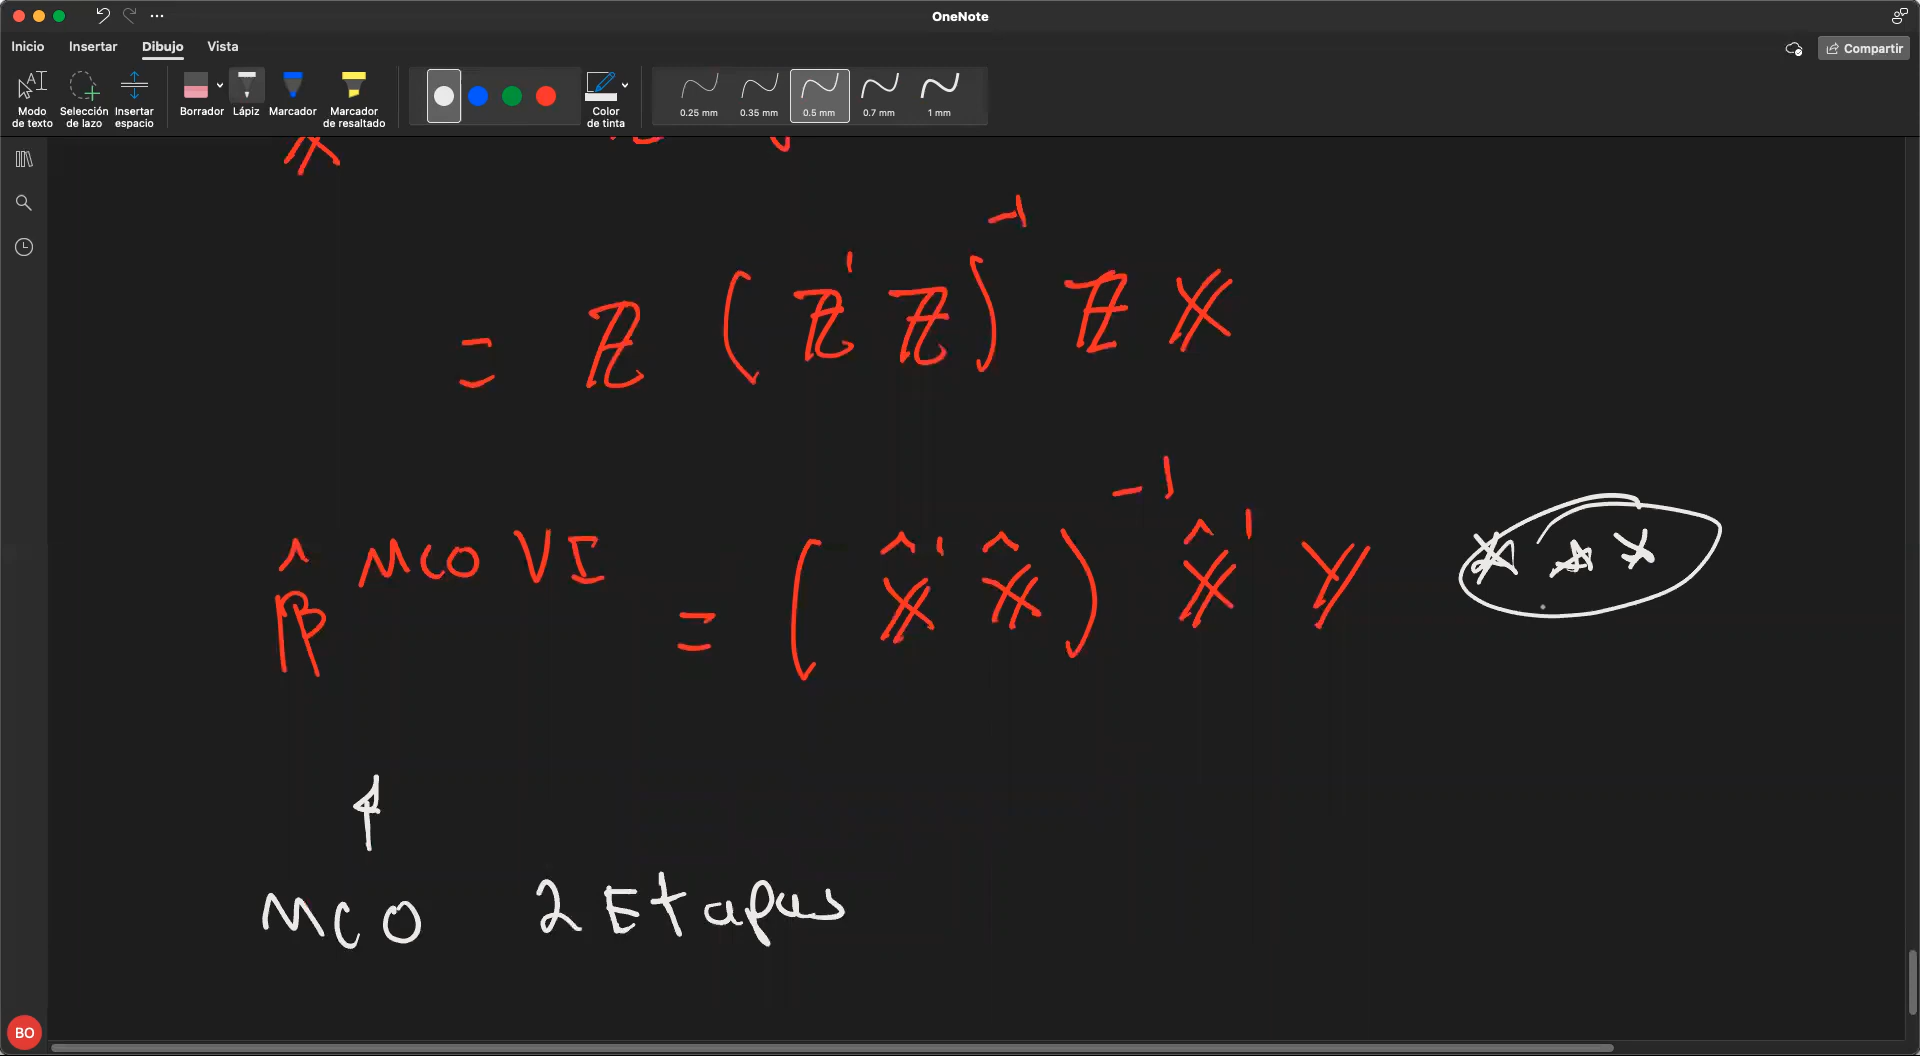 OneNote
Inicio Insertar Dibujo Vista
Compartir
Modo de texto
Selección de lazo
Insertar espacio
Borrador
Lápiz
Marcador
Marcador de resaltado
Color de tinta
0.25 mm
0.35 mm
0.5 mm
0.7 mm
1 mm
= ℤ (ℤ' ℤ)⁻¹ ℤ 𝕏
β̂ MCO VI = (𝕏̂' 𝕏̂)⁻¹ 𝕏̂' Y
MCO 2 Etapas
BO